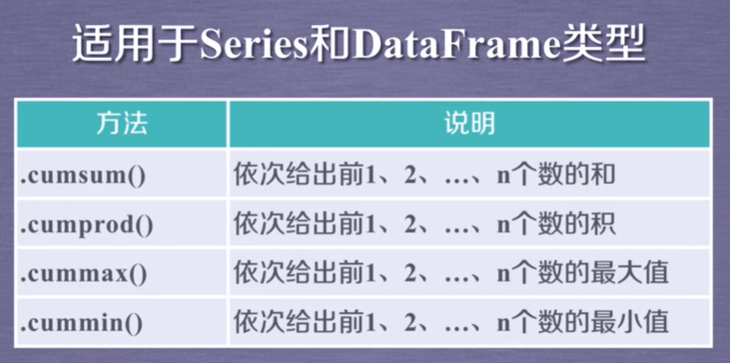 适用于Series和DataFrame类型
方法 说明
.cumsum() 依次给出前1、2、…、n个数的和
.cumprod() 依次给出前1、2、…、n个数的积
.cummax() 依次给出前1、2、…、n个数的最大值
.cummin() 依次给出前1、2、…、n个数的最小值